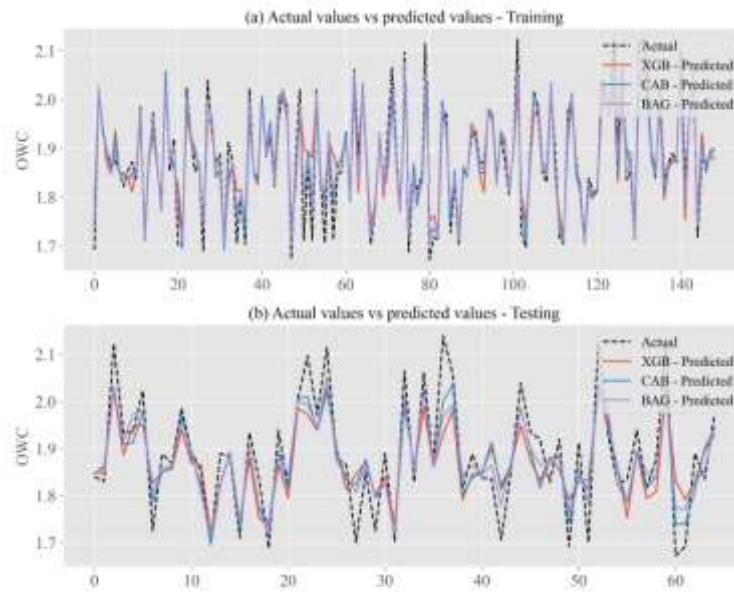 (a) Actual values vs predicted values - Training
2.1
2.0
1.9
1.8
1.7
OWC
Actual
XGB - Predicted
CAB - Predicted
BAG - Predicted
0 20 40 60 80 100 120 140
(b) Actual values vs predicted values - Testing
2.1
2.0
1.9
1.8
1.7
OWC
Actual
XGB - Predicted
CAB - Predicted
BAG - Predicted
0 10 20 30 40 50 60